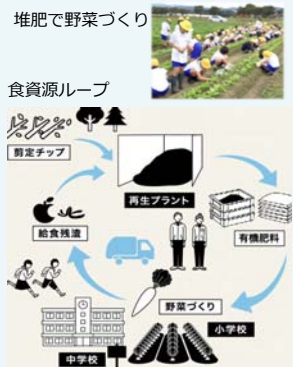 堆肥で野菜づくり
食資源ループ
剪定チップ
再生プラント
給食残渣
有機肥料
野菜づくり
小学校
中学校